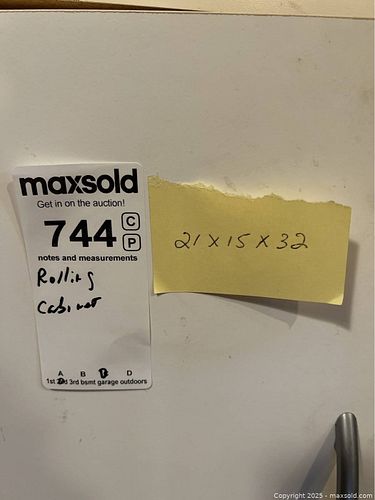 maxsold
Get in on the auction!
744 C
P
notes and measurements
Rolling
Cabinet
A B C D
1st 2nd 3rd bsmt garage outdoors
21 x 15 x 32
Copyright 2025 - maxsold.com